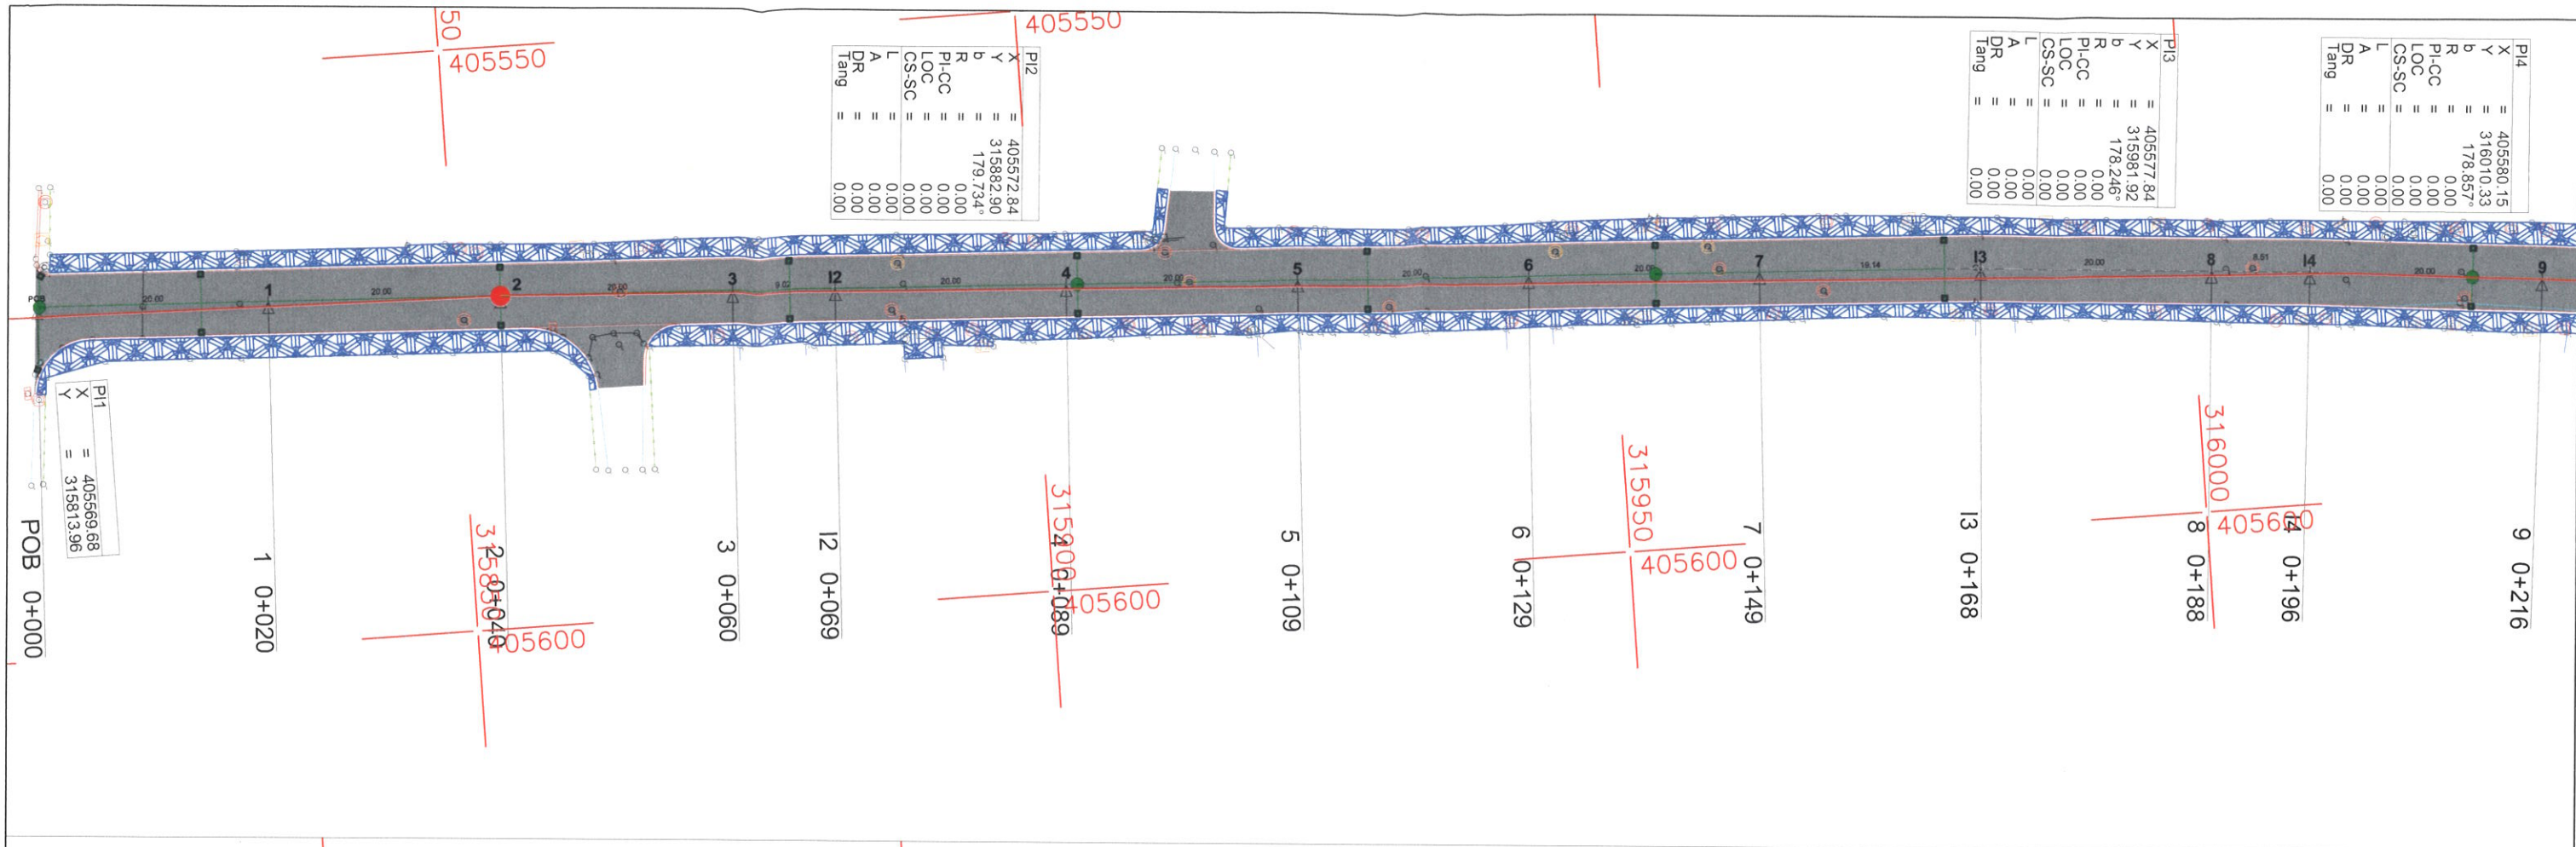 50
405550
405550
PI2
X = 405572.84
Y = 315882.90
b = 179.734°
R = 0.00
PI-CC = 0.00
LOC = 0.00
CS-SC = 0.00
L = 0.00
A = 0.00
DR = 0.00
Tang = 0.00
PI3
X = 405577.84
Y = 315981.92
b = 178.246°
R = 0.00
PI-CC = 0.00
LOC = 0.00
CS-SC = 0.00
L = 0.00
A = 0.00
DR = 0.00
Tang = 0.00
PI4
X = 405580.15
Y = 316010.33
b = 178.857°
R = 0.00
PI-CC = 0.00
LOC = 0.00
CS-SC = 0.00
L = 0.00
A = 0.00
DR = 0.00
Tang = 0.00
POB 20.00 1 20.00 2 20.00 3 9.02 I2 20.00 4 20.00 5 20.00 6 20.00 7 19.14 I3 20.00 8 8.51 I4 20.00 9
PI1
X = 405569.68
Y = 315813.96
POB 0+000
1 0+020
2 0+040
315850
405600
3 0+060
I2 0+069
4 0+089
315900
405600
5 0+109
6 0+129
315950
405600
7 0+149
I3 0+168
316000
405600
8 0+188
I4 0+196
9 0+216